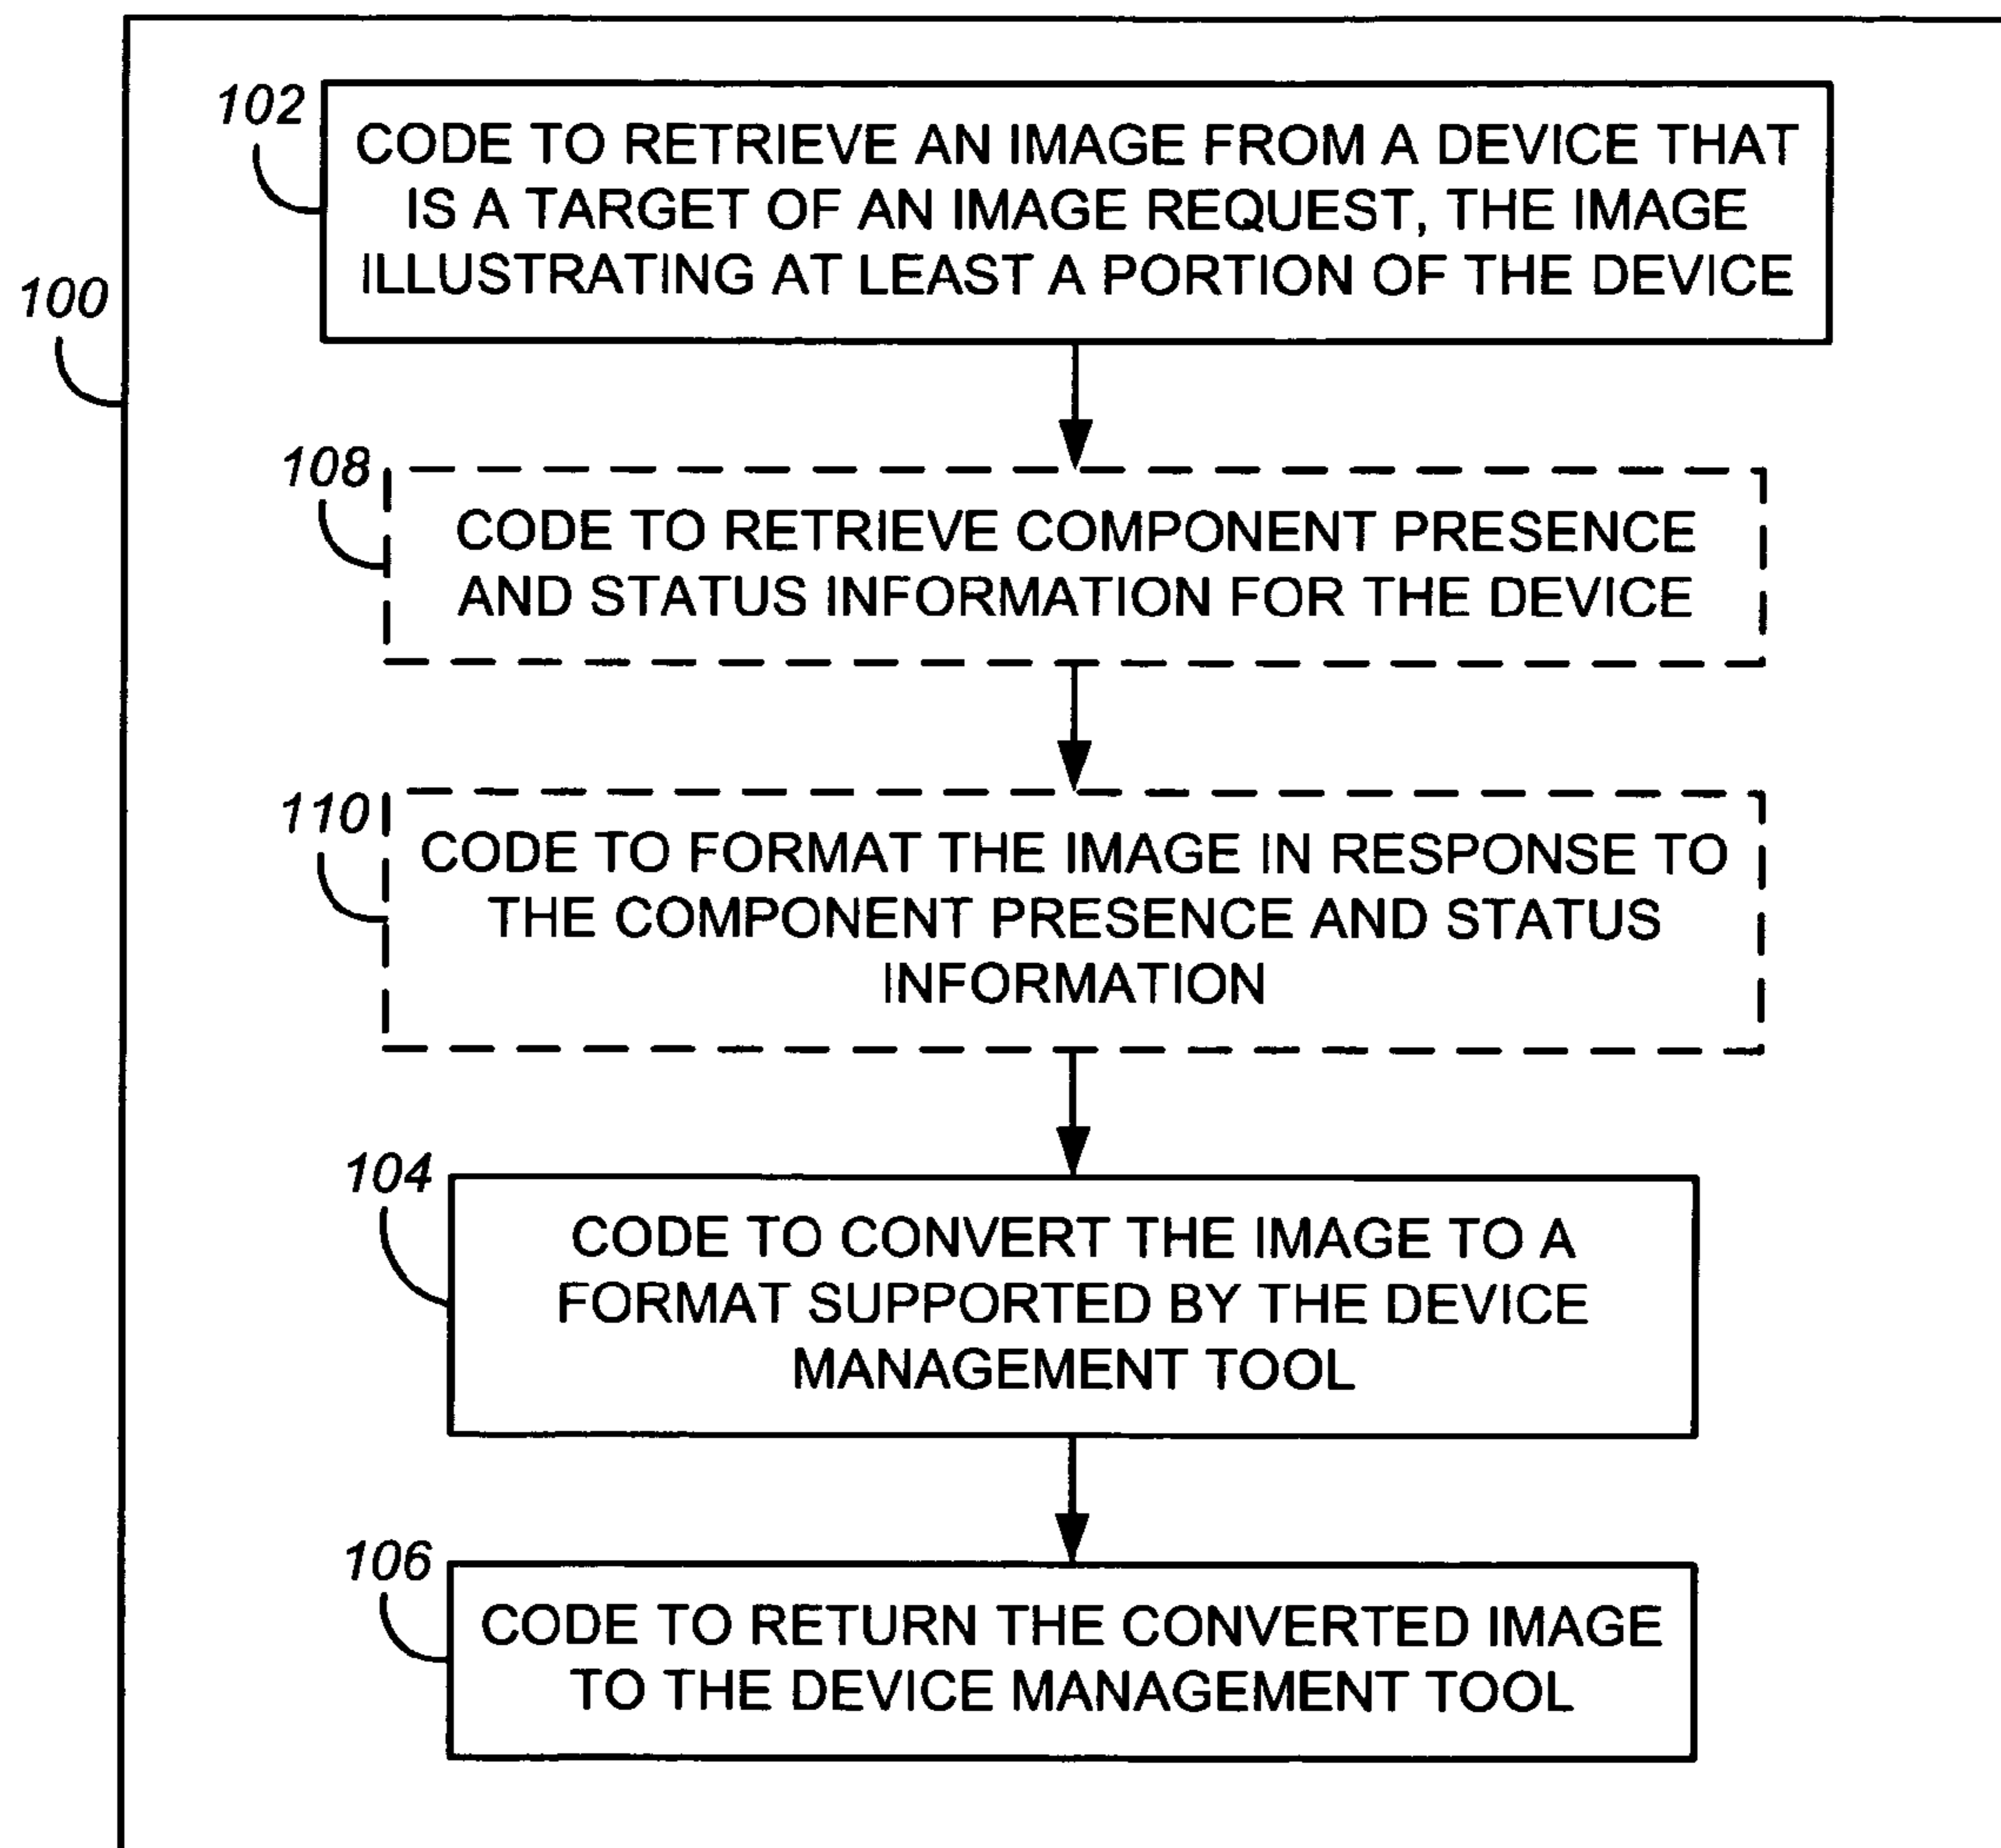 102
CODE TO RETRIEVE AN IMAGE FROM A DEVICE THAT
IS A TARGET OF AN IMAGE REQUEST, THE IMAGE
ILLUSTRATING AT LEAST A PORTION OF THE DEVICE
100
108
CODE TO RETRIEVE COMPONENT PRESENCE
AND STATUS INFORMATION FOR THE DEVICE
110
CODE TO FORMAT THE IMAGE IN RESPONSE TO
THE COMPONENT PRESENCE AND STATUS
INFORMATION
104
CODE TO CONVERT THE IMAGE TO A
FORMAT SUPPORTED BY THE DEVICE
MANAGEMENT TOOL
106
CODE TO RETURN THE CONVERTED IMAGE
TO THE DEVICE MANAGEMENT TOOL